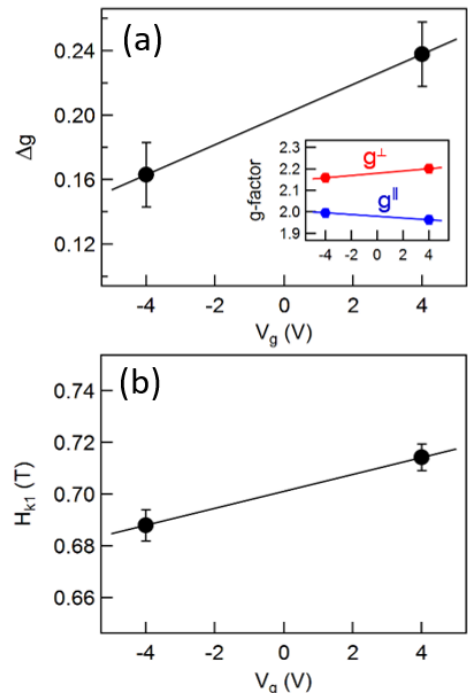 (a)
0.24
0.20
0.16
0.12
Δg
g⊥
g∥
2.2
2.1
2.0
1.9
g-factor
-4 -2 0 2 4
-4 -2 0 2 4
Vg (V)
(b)
0.74
0.72
0.70
0.68
0.66
Hk1 (T)
-4 -2 0 2 4
Vg (V)